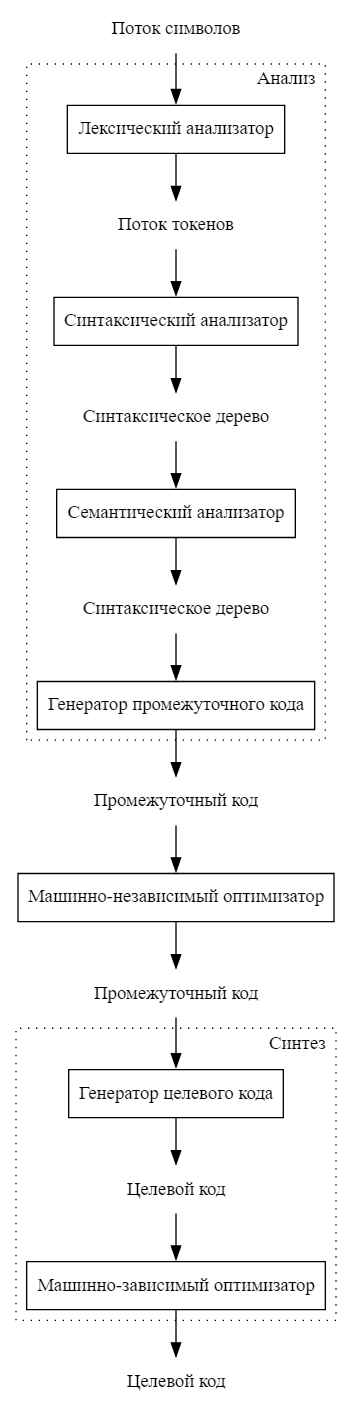 Поток символов
Анализ
Лексический анализатор
Поток токенов
Синтаксический анализатор
Синтаксическое дерево
Семантический анализатор
Синтаксическое дерево
Генератор промежуточного кода
Промежуточный код
Машинно-независимый оптимизатор
Промежуточный код
Синтез
Генератор целевого кода
Целевой код
Машинно-зависимый оптимизатор
Целевой код